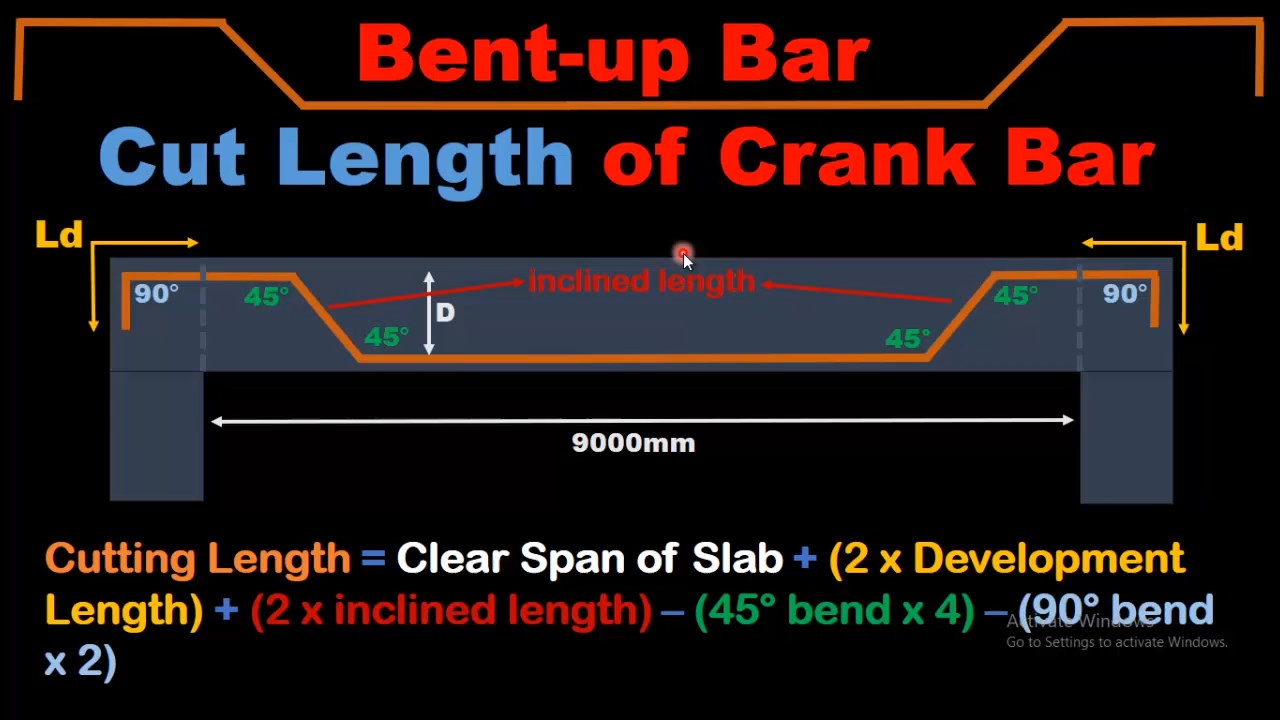 Bent-up Bar
Cut Length of Crank Bar
Ld
Ld
inclined length
90°
45°
45°
90°
D
45°
45°
9000mm
Cutting Length = Clear Span of Slab + (2 x Development
Length) + (2 x inclined length) – (45° bend x 4) – (90° bend
x 2)
Activate Windows
Go to Settings to activate Windows.